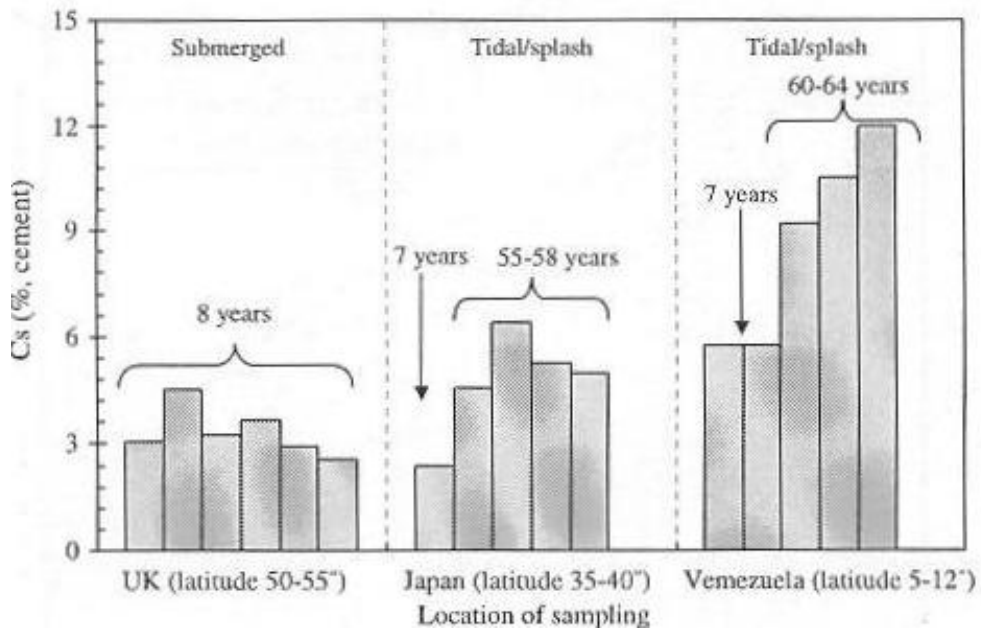 15
12
9
6
3
0
Cs (%, cement)
Submerged
Tidal/splash
Tidal/splash
8 years
7 years
55-58 years
7 years
60-64 years
UK (latitude 50-55°)
Japan (latitude 35-40°)
Vemezuela (latitude 5-12°)
Location of sampling